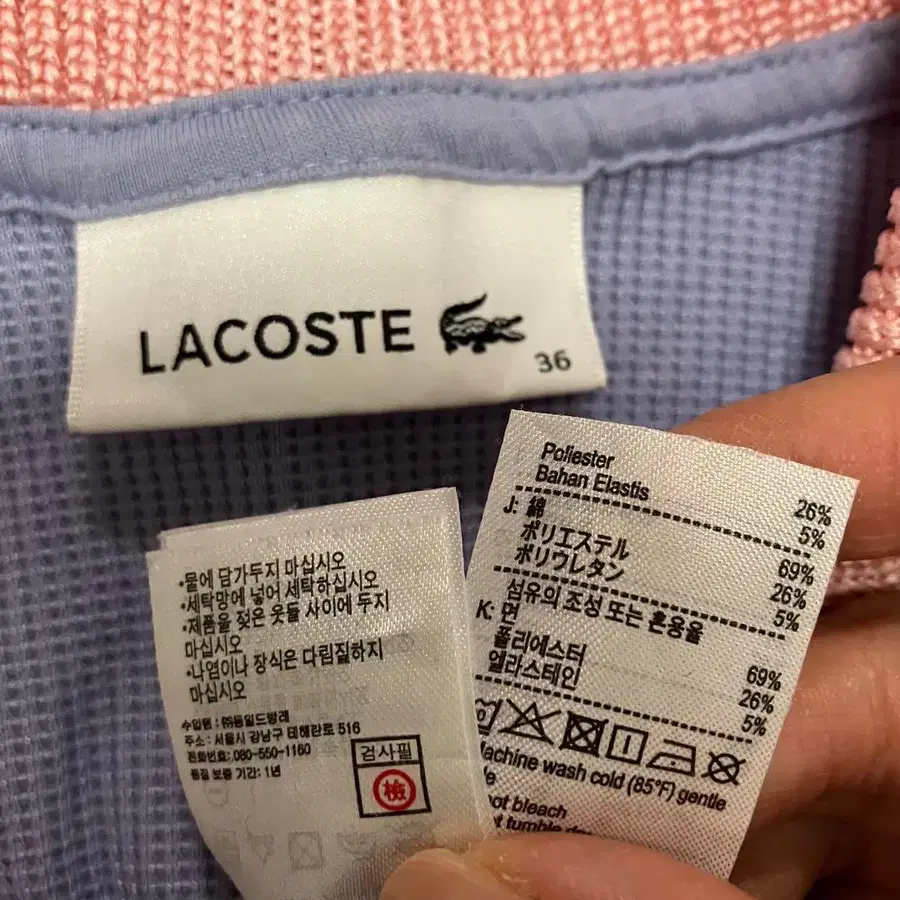 LACOSTE
36
Poliester 26%
Bahan Elastis 5%
J: 綿 69%
ポリエステル 26%
ポリウレタン 5%
섬유의 조성 또는 혼용율
K: 면 69%
폴리에스터 26%
엘라스테인 5%
Machine wash cold (85°F) gentle
not bleach
•물에 담가두지 마십시오
•세탁망에 넣어 세탁하십시오
•제품을 젖은 옷들 사이에 두지
마십시오
•나염이나 장식은 다림질하지
마십시오
수입원 : ㈜동일드방레
주소: 서울시 강남구 테헤란로 516
전화번호: 080-550-1160
품질 보증 기간: 1년
검사필
檢